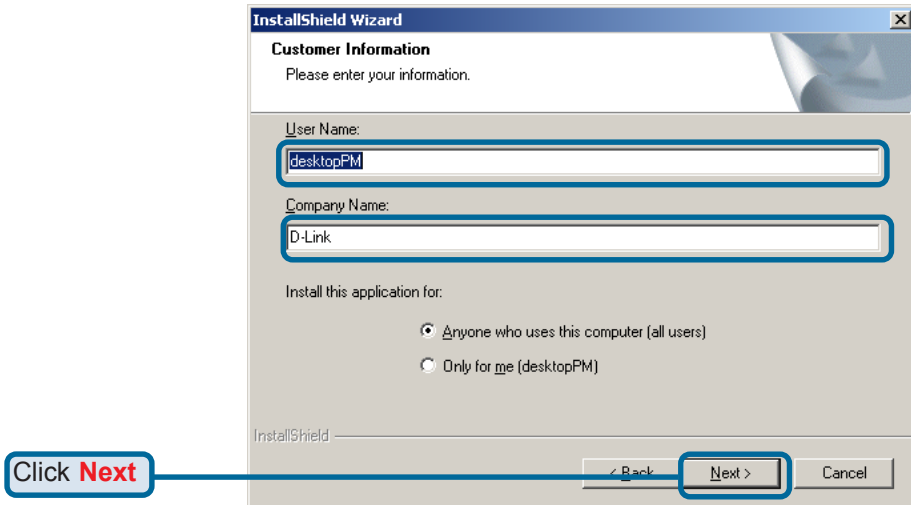 InstallShield Wizard
Customer Information
Please enter your information.
User Name:
desktopPM
Company Name:
D-Link
Install this application for:
Anyone who uses this computer (all users)
Only for me (desktopPM)
InstallShield
Click Next
< Back
Next >
Cancel